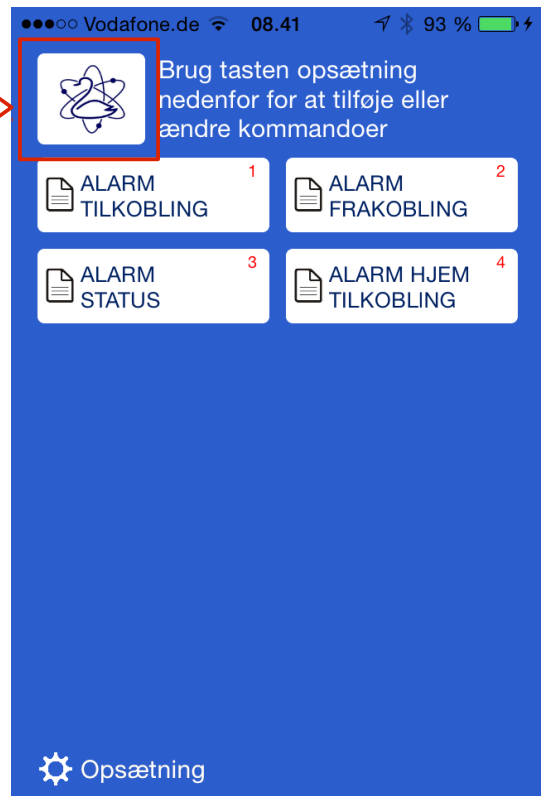 Vodafone.de 08.41 93 %
Brug tasten opsætning
nedenfor for at tilføje eller
ændre kommandoer
ALARM TILKOBLING 1
ALARM FRAKOBLING 2
ALARM STATUS 3
ALARM HJEM TILKOBLING 4
Opsætning